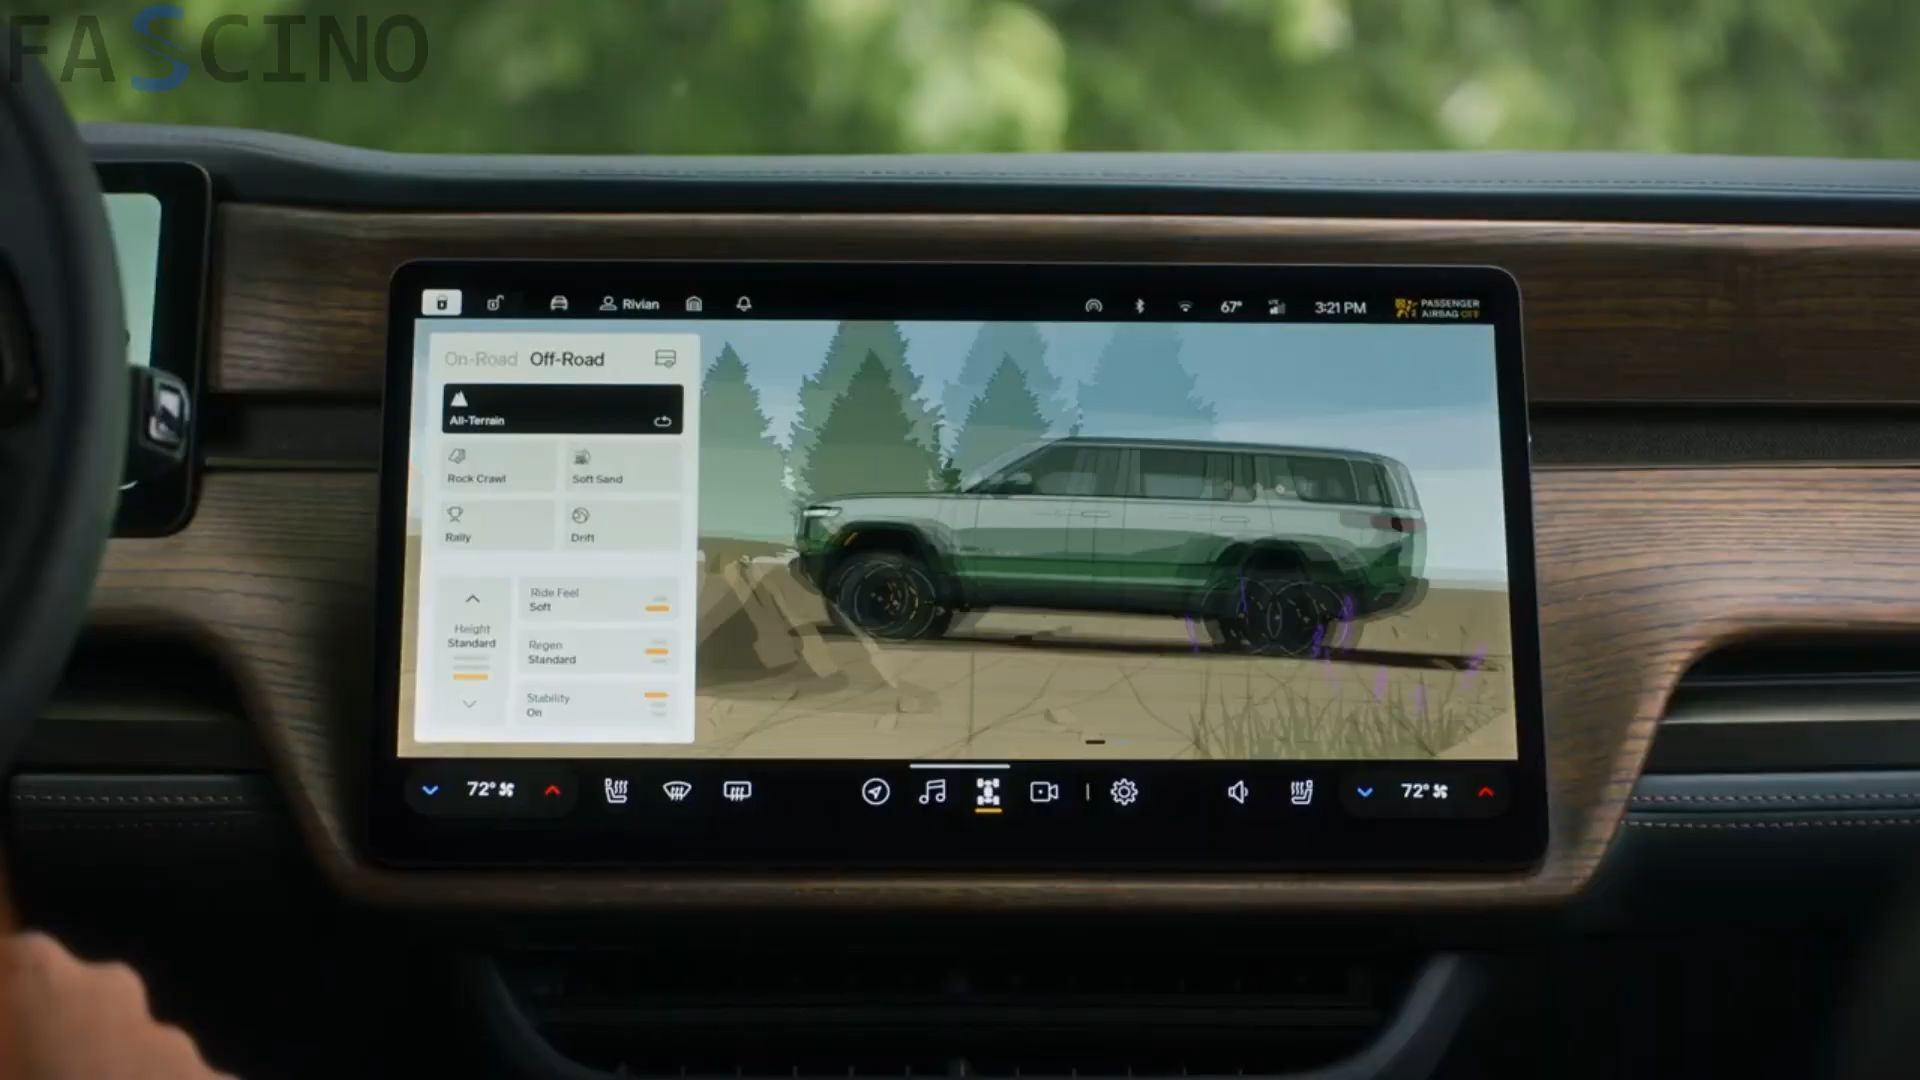 FASCINO
Rivian
67°
LTE
3:21 PM
PASSENGER
AIRBAG OFF
On-Road Off-Road
All-Terrain
Rock Crawl
Soft Sand
Rally
Drift
Height
Standard
Ride Feel
Soft
Regen
Standard
Stability
On
72°
72°